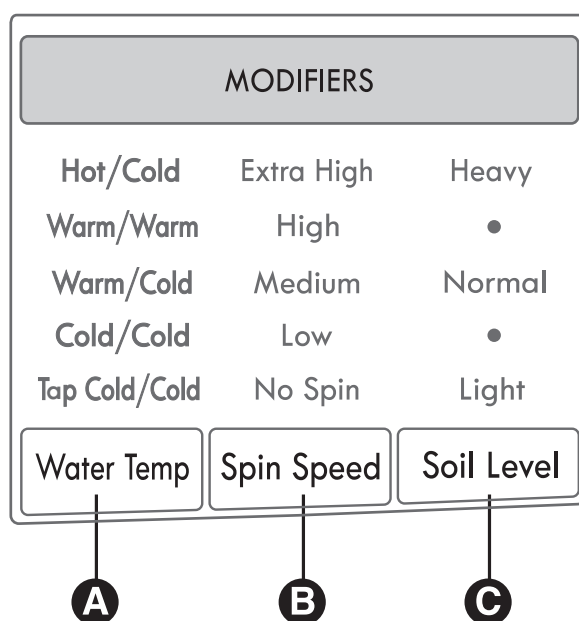 MODIFIERS
Hot/Cold Extra High Heavy
Warm/Warm High •
Warm/Cold Medium Normal
Cold/Cold Low •
Tap Cold/Cold No Spin Light
Water Temp Spin Speed Soil Level
A B C